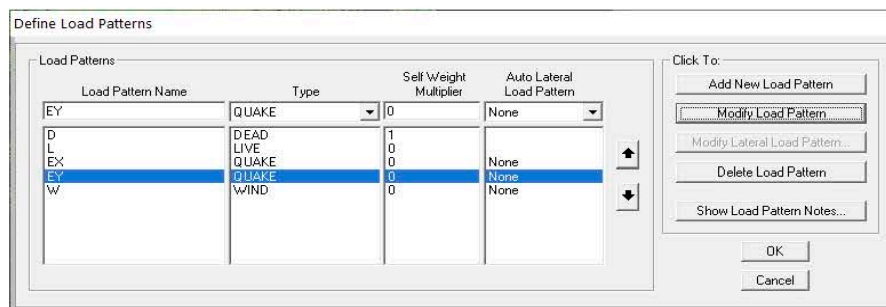 Define Load Patterns
Load Patterns
Load Pattern Name Type Self Weight Multiplier Auto Lateral Load Pattern
EY QUAKE 0 None
D DEAD 1
L LIVE 0
EX QUAKE 0 None
EY QUAKE 0 None
W WIND 0 None
Click To:
Add New Load Pattern
Modify Load Pattern
Modify Lateral Load Pattern...
Delete Load Pattern
Show Load Pattern Notes...
OK
Cancel